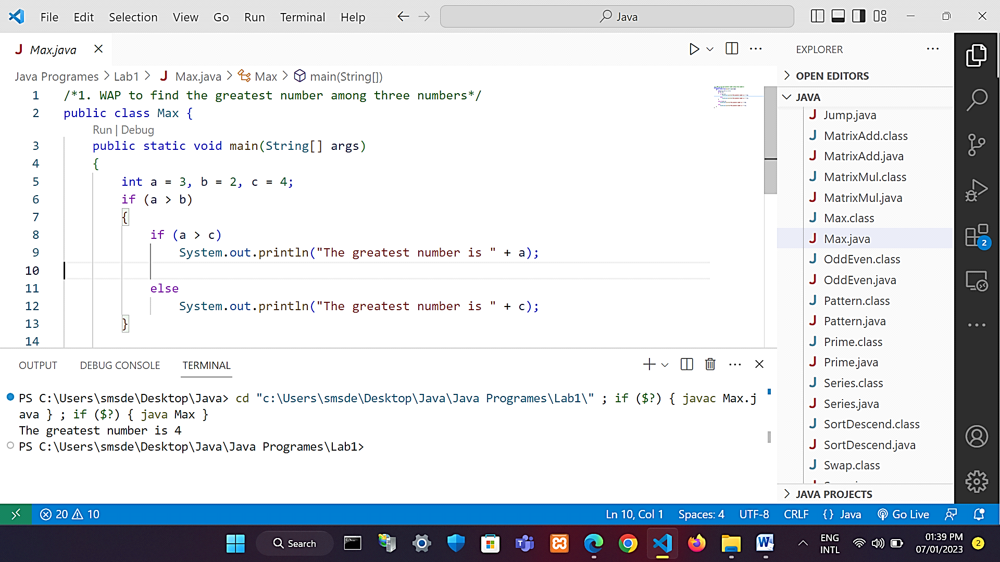 File Edit Selection View Go Run Terminal Help
Java
Max.java
Java Programes > Lab1 > Max.java > Max > main(String[])
1 /*1. WAP to find the greatest number among three numbers*/
2 public class Max {
Run | Debug
3 public static void main(String[] args)
4 {
5 int a = 3, b = 2, c = 4;
6 if (a > b)
7 {
8 if (a > c)
9 System.out.println("The greatest number is " + a);
10
11 else
12 System.out.println("The greatest number is " + c);
13 }
14
OUTPUT DEBUG CONSOLE TERMINAL
PS C:\Users\smsde\Desktop\Java> cd "c:\Users\smsde\Desktop\Java\Java Programes\Lab1\" ; if ($?) { javac Max.j
ava } ; if ($?) { java Max }
The greatest number is 4
PS C:\Users\smsde\Desktop\Java\Java Programes\Lab1>
EXPLORER
OPEN EDITORS
JAVA
Jump.java
MatrixAdd.class
MatrixAdd.java
MatrixMul.class
MatrixMul.java
Max.class
Max.java
OddEven.class
OddEven.java
Pattern.class
Pattern.java
Prime.class
Prime.java
Series.class
Series.java
SortDescend.class
SortDescend.java
Swap.class
JAVA PROJECTS
2
20 10
Ln 10, Col 1 Spaces: 4 UTF-8 CRLF {} Java Go Live
Search
ENG
INTL
01:39 PM
07/01/2023
2